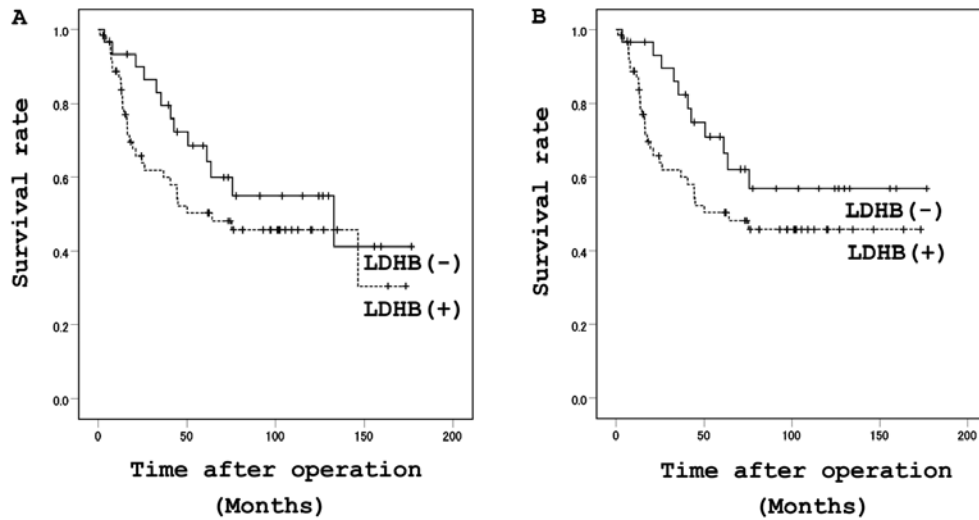 A
Survival rate
1.0
0.8
0.6
0.4
0.2
0.0
LDHB(-)
LDHB(+)
0 50 100 150 200
Time after operation
(Months)
B
Survival rate
1.0
0.8
0.6
0.4
0.2
0.0
LDHB(-)
LDHB(+)
0 50 100 150 200
Time after operation
(Months)